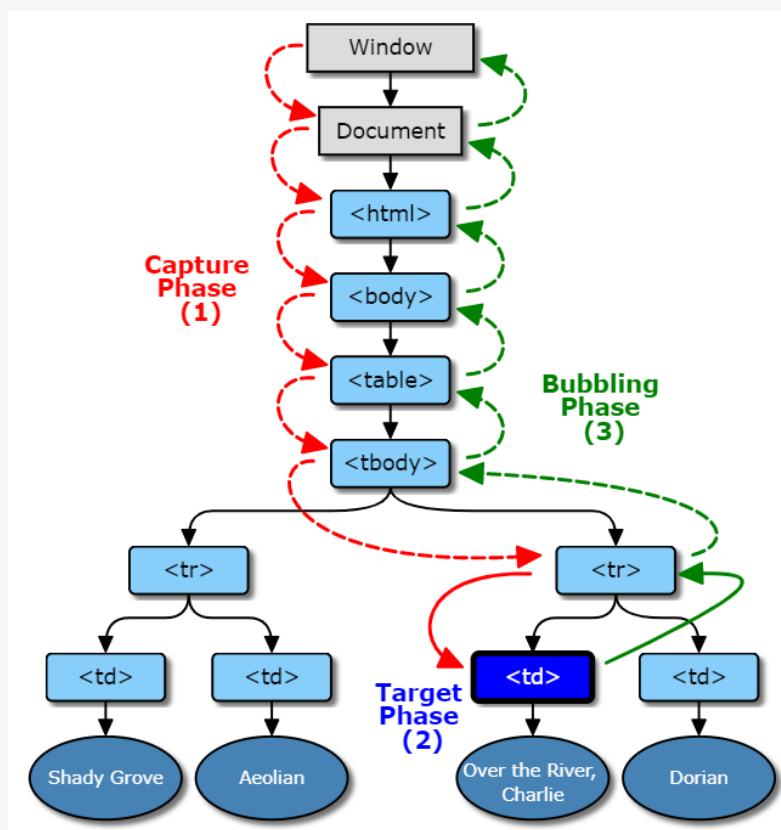 Window
Document
<html>
Capture
Phase
(1)
<body>
<table>
Bubbling
Phase
(3)
<tbody>
<tr>
<tr>
<td>
<td>
<td>
<td>
Target
Phase
(2)
Shady Grove
Aeolian
Over the River,
Charlie
Dorian